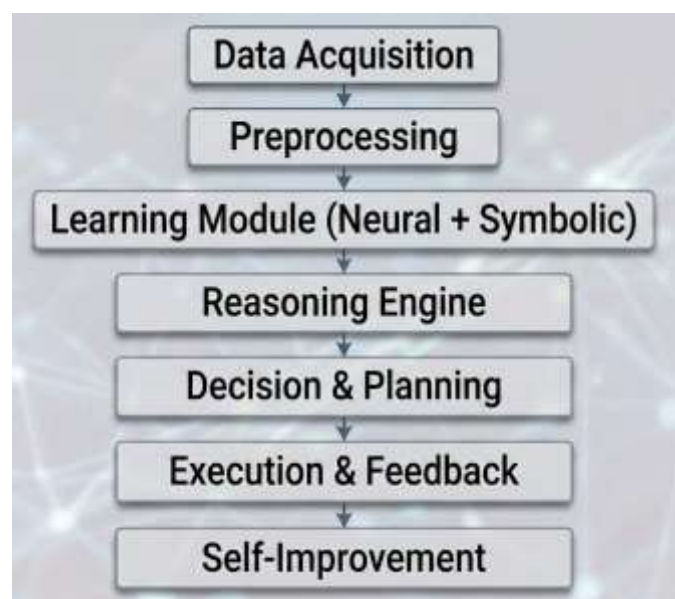 Data Acquisition
Preprocessing
Learning Module (Neural + Symbolic)
Reasoning Engine
Decision & Planning
Execution & Feedback
Self-Improvement